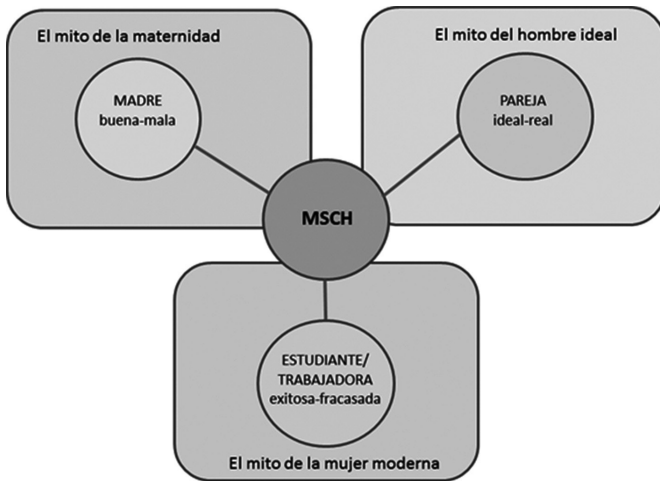 El mito de la maternidad
MADRE
buena-mala
El mito del hombre ideal
PAREJA
ideal-real
MSCH
ESTUDIANTE/
TRABAJADORA
exitosa-fracasada
El mito de la mujer moderna